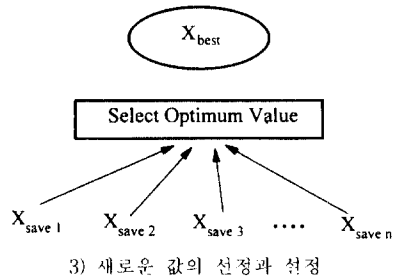 X_best
Select Optimum Value
X_save 1 X_save 2 X_save 3 .... X_save n
3) 새로운 값의 선정과 선정